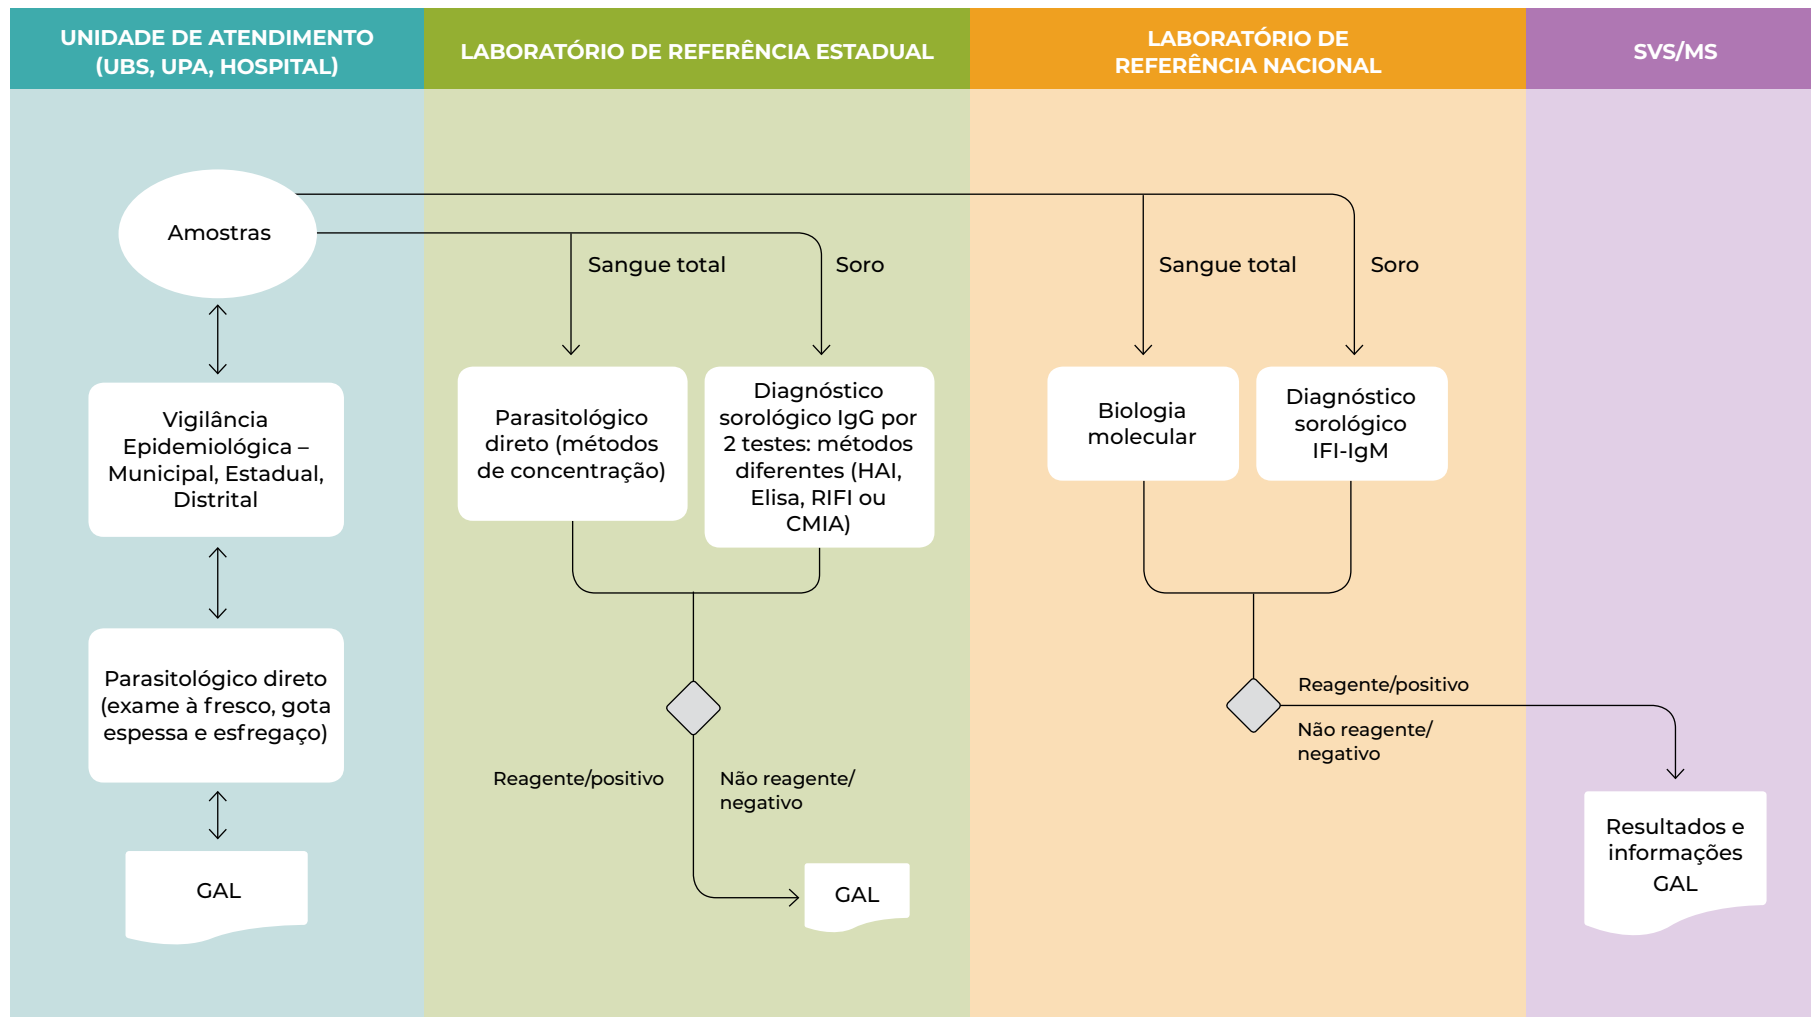 UNIDADE DE ATENDIMENTO
(UBS, UPA, HOSPITAL)
LABORATÓRIO DE REFERÊNCIA ESTADUAL
LABORATÓRIO DE
REFERÊNCIA NACIONAL
SVS/MS
Amostras
Vigilância
Epidemiológica –
Municipal, Estadual,
Distrital
Parasitológico direto
(exame à fresco, gota
espessa e esfregaço)
GAL
Sangue total
Soro
Parasitológico
direto (métodos
de concentração)
Diagnóstico
sorológico IgG por
2 testes: métodos
diferentes (HAI,
Elisa, RIFI ou
CMIA)
Reagente/positivo
Não reagente/
negativo
GAL
Sangue total
Soro
Biologia
molecular
Diagnóstico
sorológico
IFI-IgM
Reagente/positivo
Não reagente/
negativo
Resultados e
informações
GAL